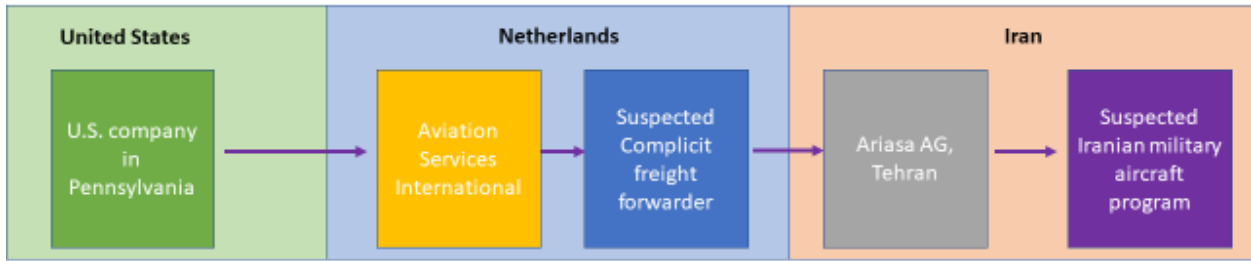 United States
Netherlands
Iran
U.S. company
in
Pennsylvania
Aviation
Services
International
Suspected
Complicit
freight
forwarder
Ariasa AG,
Tehran
Suspected
Iranian military
aircraft
program